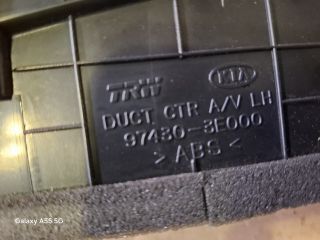 TRW KIA
DUCT CTR A/V LH
97430-3E000
>ABS<
Galaxy A55 5G